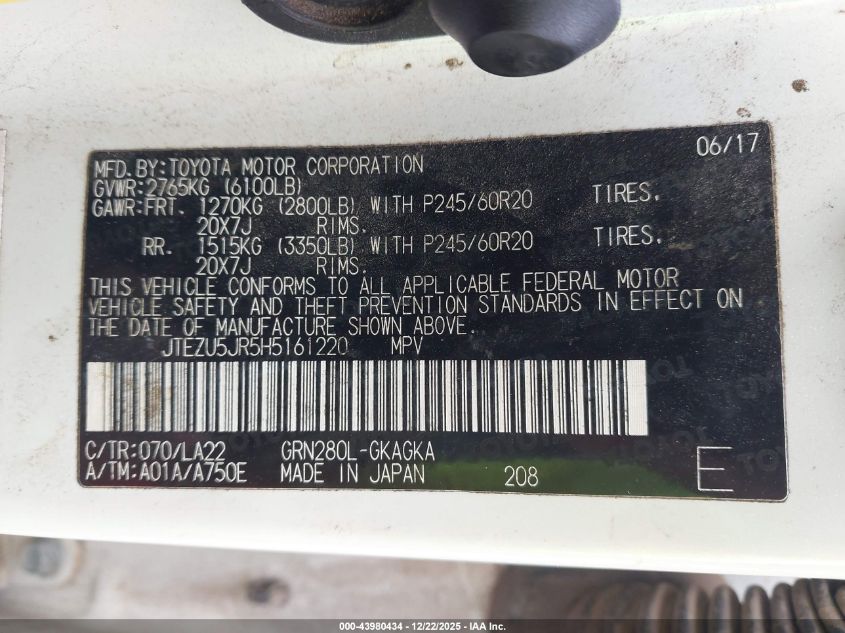 06/17
MFD. BY:TOYOTA MOTOR CORPORATION
GVWR:2765KG (6100LB)
GAWR:FRT. 1270KG (2800LB) WITH P245/60R20 TIRES.
20X7J RIMS.
RR. 1515KG (3350LB) WITH P245/60R20 TIRES.
20X7J RIMS.
THIS VEHICLE CONFORMS TO ALL APPLICABLE FEDERAL MOTOR
VEHICLE SAFETY AND THEFT PREVENTION STANDARDS IN EFFECT ON
THE DATE OF MANUFACTURE SHOWN ABOVE.
JTEZU5JR5H5161220 MPV
C/TR:070/LA22 GRN280L-GKAGKA
A/TM:A01A/A750E MADE IN JAPAN 208 E
000-43980434 - 12/22/2025 - IAA Inc.